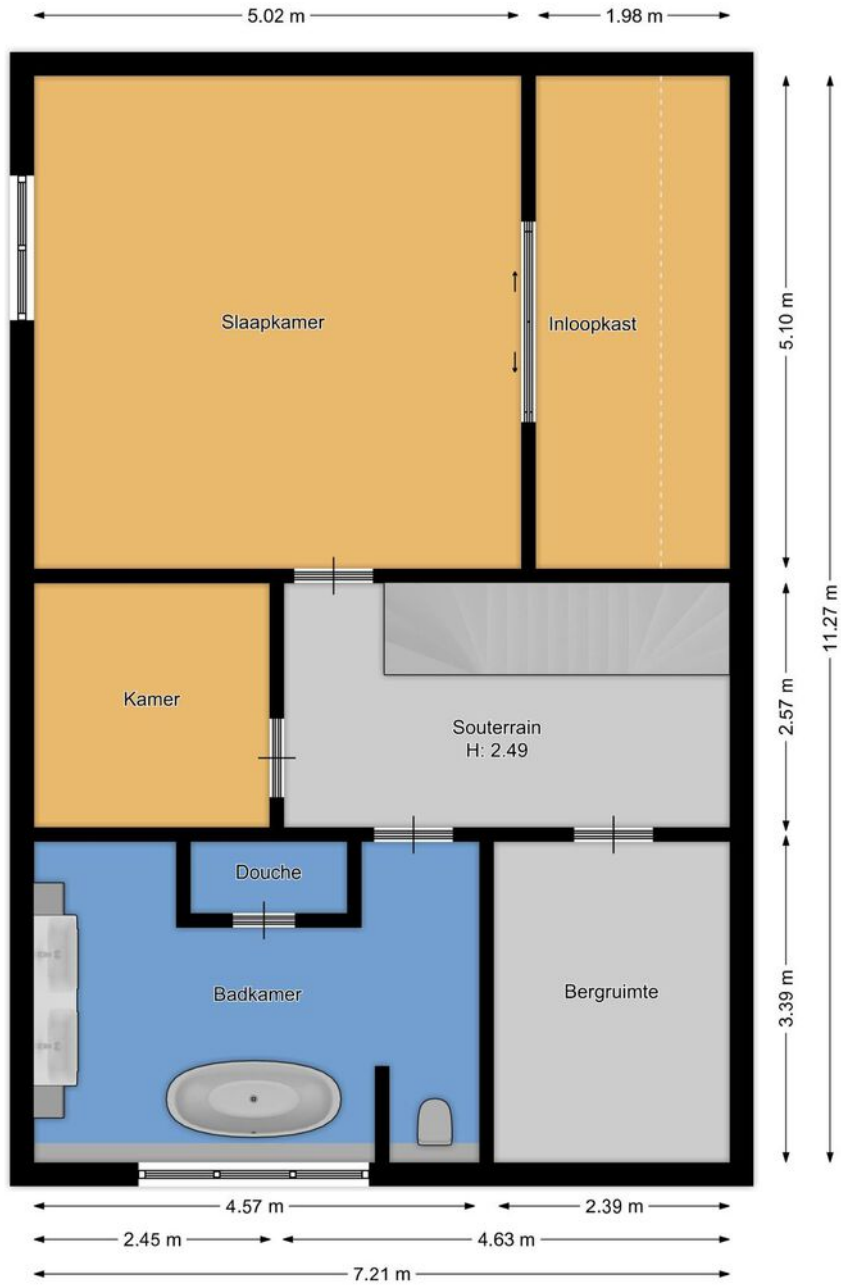 5.02 m
1.98 m
Slaapkamer
Inloopkast
5.10 m
11.27 m
Kamer
Souterrain
H: 2.49
2.57 m
Douche
Badkamer
Bergruimte
3.39 m
4.57 m
2.39 m
2.45 m
4.63 m
7.21 m